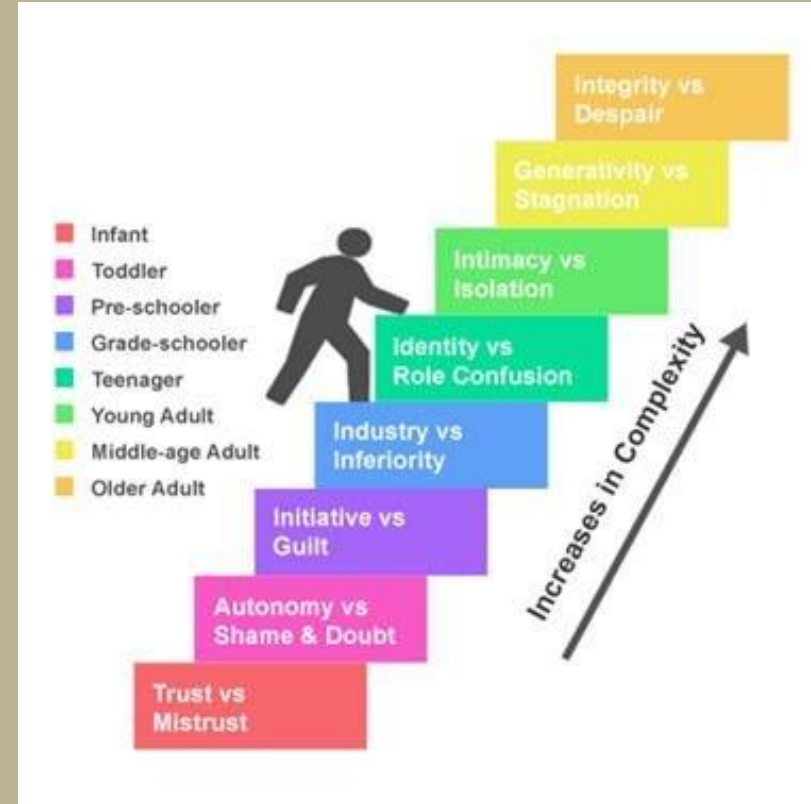 Integrity vs
Despair
Generativity vs
Stagnation
Infant
Toddler
Pre-schooler
Grade-schooler
Teenager
Young Adult
Middle-age Adult
Older Adult
Intimacy vs
Isolation
Identity vs
Role Confusion
Industry vs
Inferiority
Initiative vs
Guilt
Autonomy vs
Shame & Doubt
Trust vs
Mistrust
Increases in Complexity